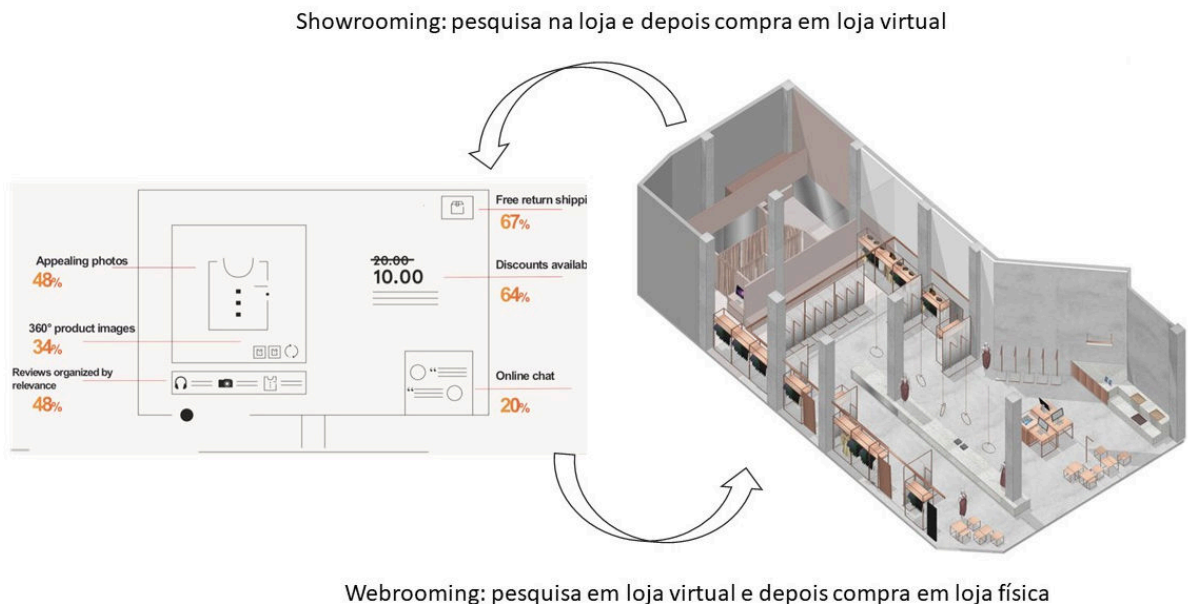 Showrooming: pesquisa na loja e depois compra em loja virtual
Free return shippi
67%
Appealing photos
48%
20.00
10.00
Discounts availab
64%
360° product images
34%
Reviews organized by
relevance
48%
Online chat
20%
Webrooming: pesquisa em loja virtual e depois compra em loja física